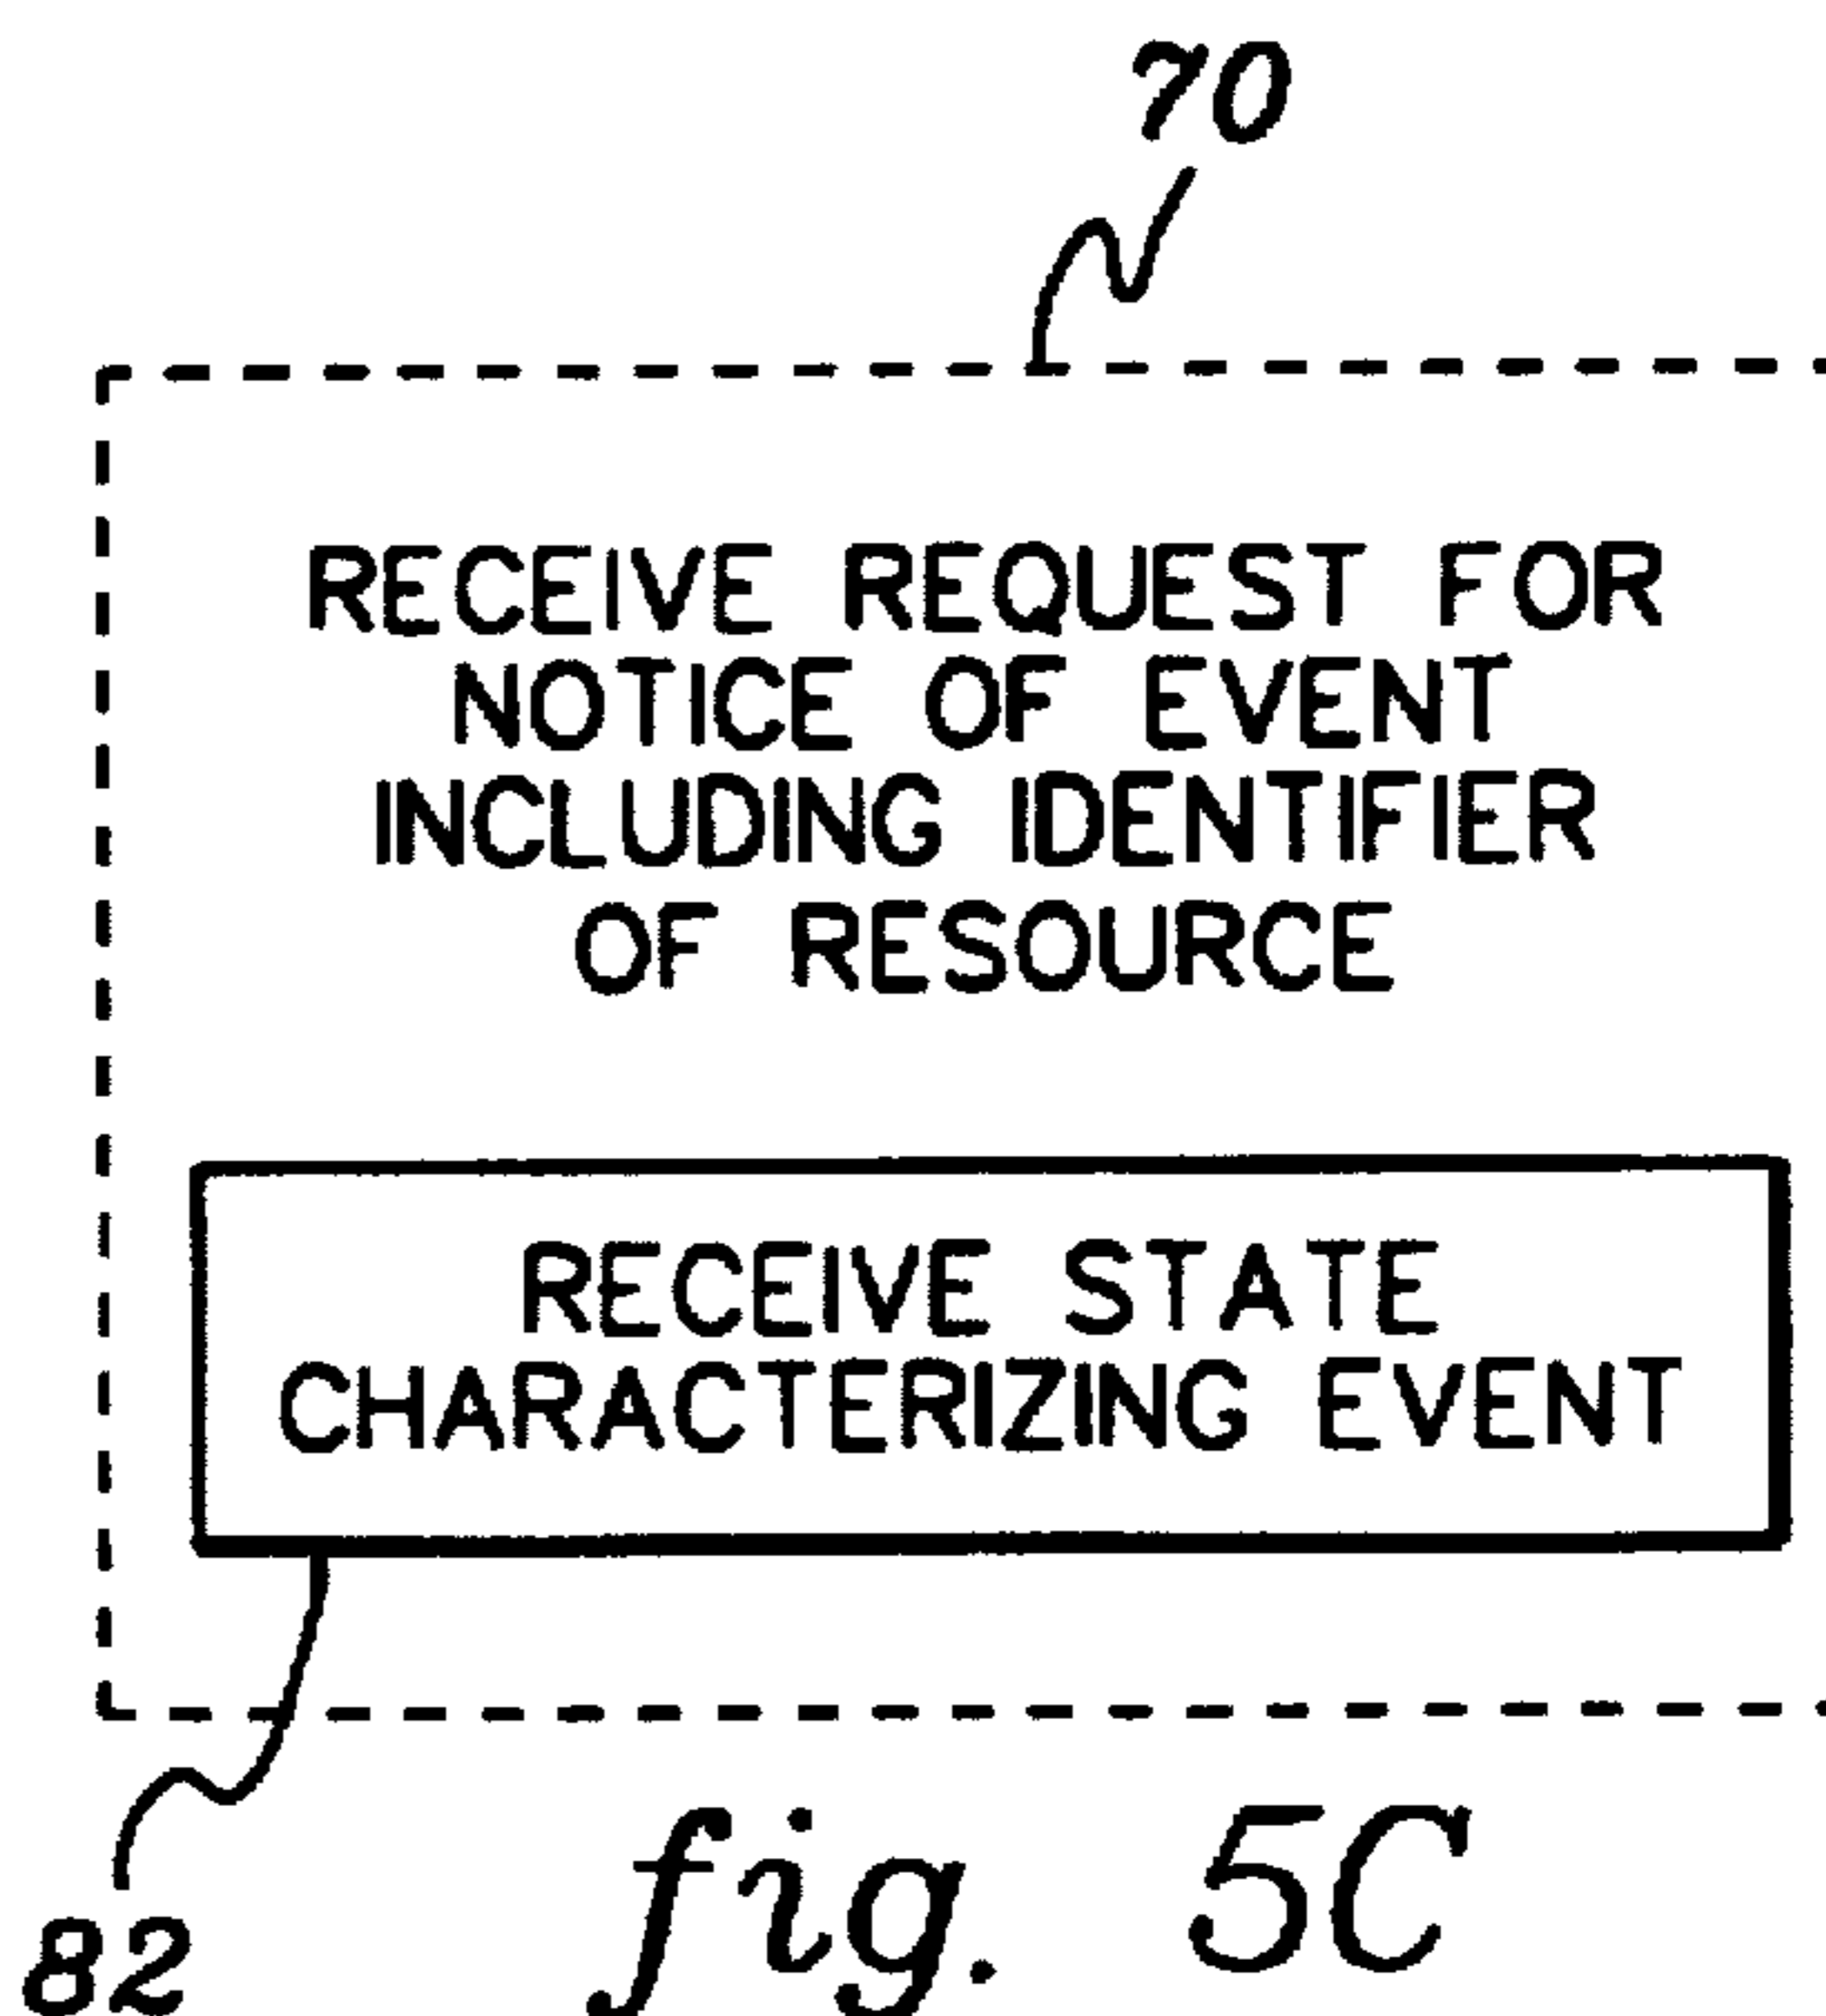 70
RECEIVE REQUEST FOR
NOTICE OF EVENT
INCLUDING IDENTIFIER
OF RESOURCE
RECEIVE STATE
CHARACTERIZING EVENT
82
fig. 5C